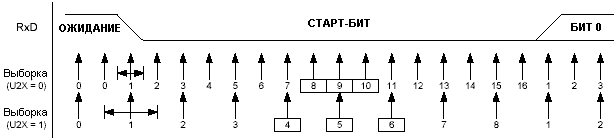 RxD ОЖИДАНИЕ СТАРТ-БИТ БИТ 0
Выборка
(U2X = 0) 0 0 1 2 3 4 5 6 7 8 9 10 11 12 13 14 15 16 1 2 3
Выборка
(U2X = 1) 0 1 2 3 4 5 6 7 8 1 2